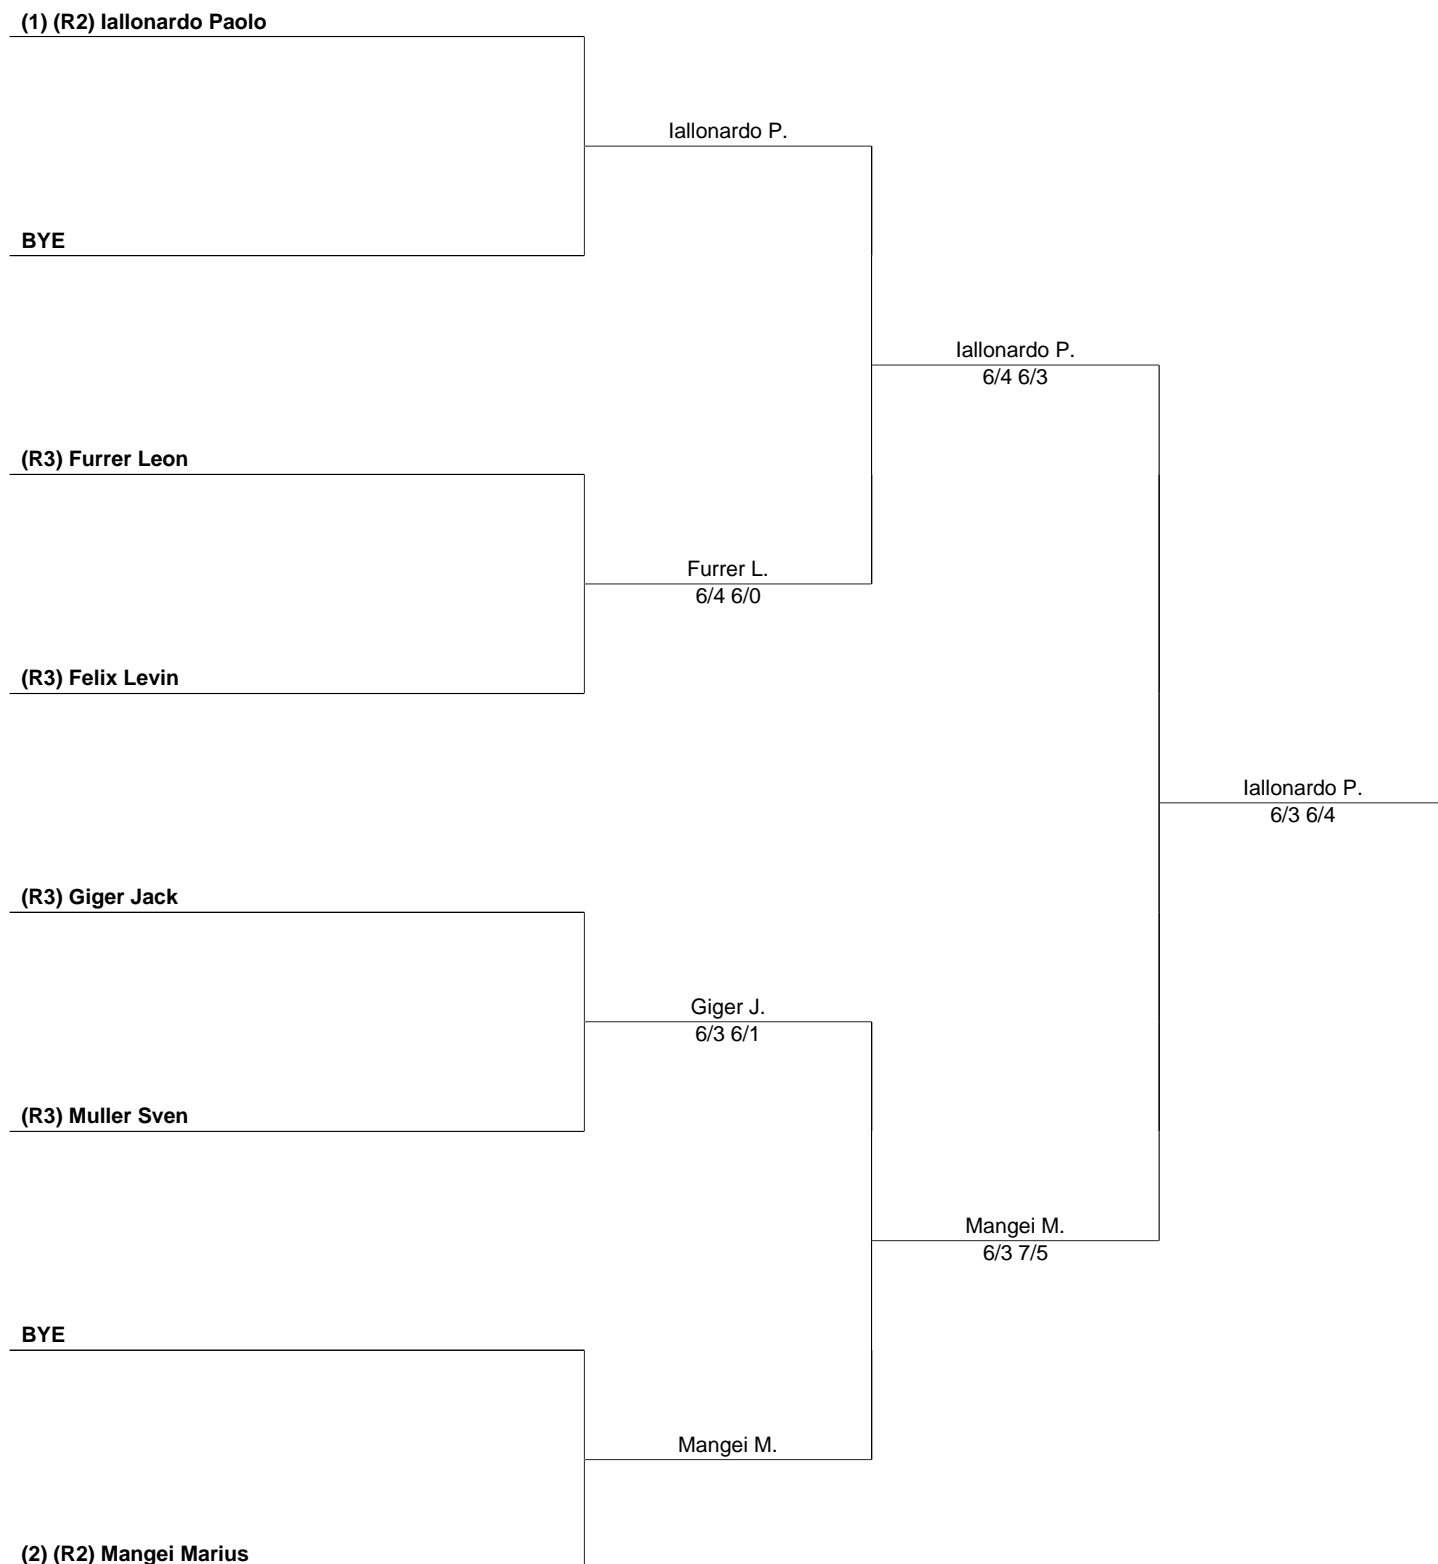 (1) (R2) Iallonardo Paolo
Iallonardo P.
BYE
Iallonardo P.
6/4 6/3
(R3) Furrer Leon
Furrer L.
6/4 6/0
(R3) Felix Levin
Iallonardo P.
6/3 6/4
(R3) Giger Jack
Giger J.
6/3 6/1
(R3) Muller Sven
Mangei M.
6/3 7/5
BYE
Mangei M.
(2) (R2) Mangei Marius